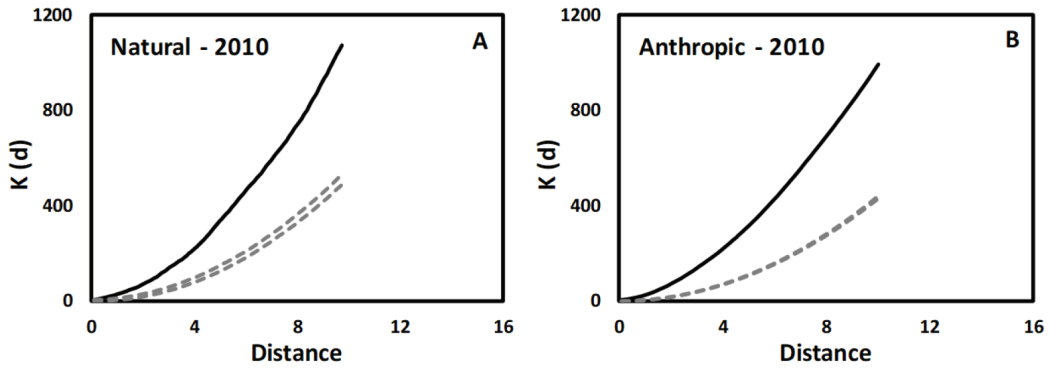 1200
Natural - 2010
A
800
K (d)
400
0
0 4 8 12 16
Distance
1200
Anthropic - 2010
B
800
K (d)
400
0
0 4 8 12 16
Distance